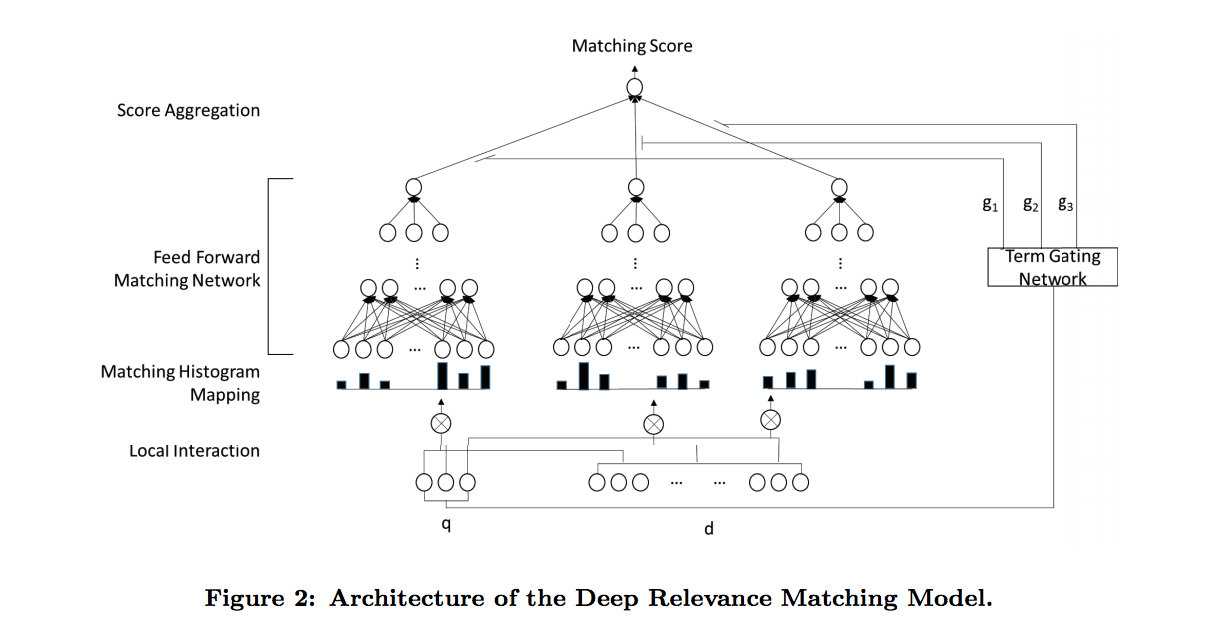 Matching Score
Score Aggregation
g1 g2 g3
Feed Forward
Matching Network
...
Term Gating
Network
... ... ...
... ... ...
Matching Histogram
Mapping
Local Interaction
... ...
q
d
Figure 2: Architecture of the Deep Relevance Matching Model.